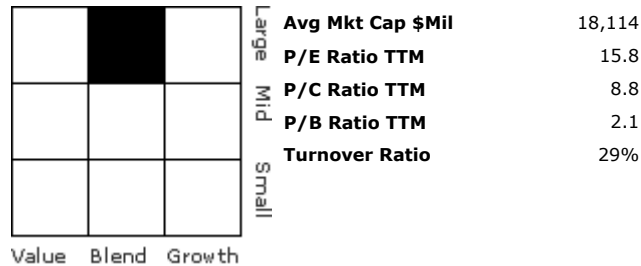 Large
Mid
Small
Value Blend Growth
Avg Mkt Cap $Mil 18,114
P/E Ratio TTM 15.8
P/C Ratio TTM 8.8
P/B Ratio TTM 2.1
Turnover Ratio 29%